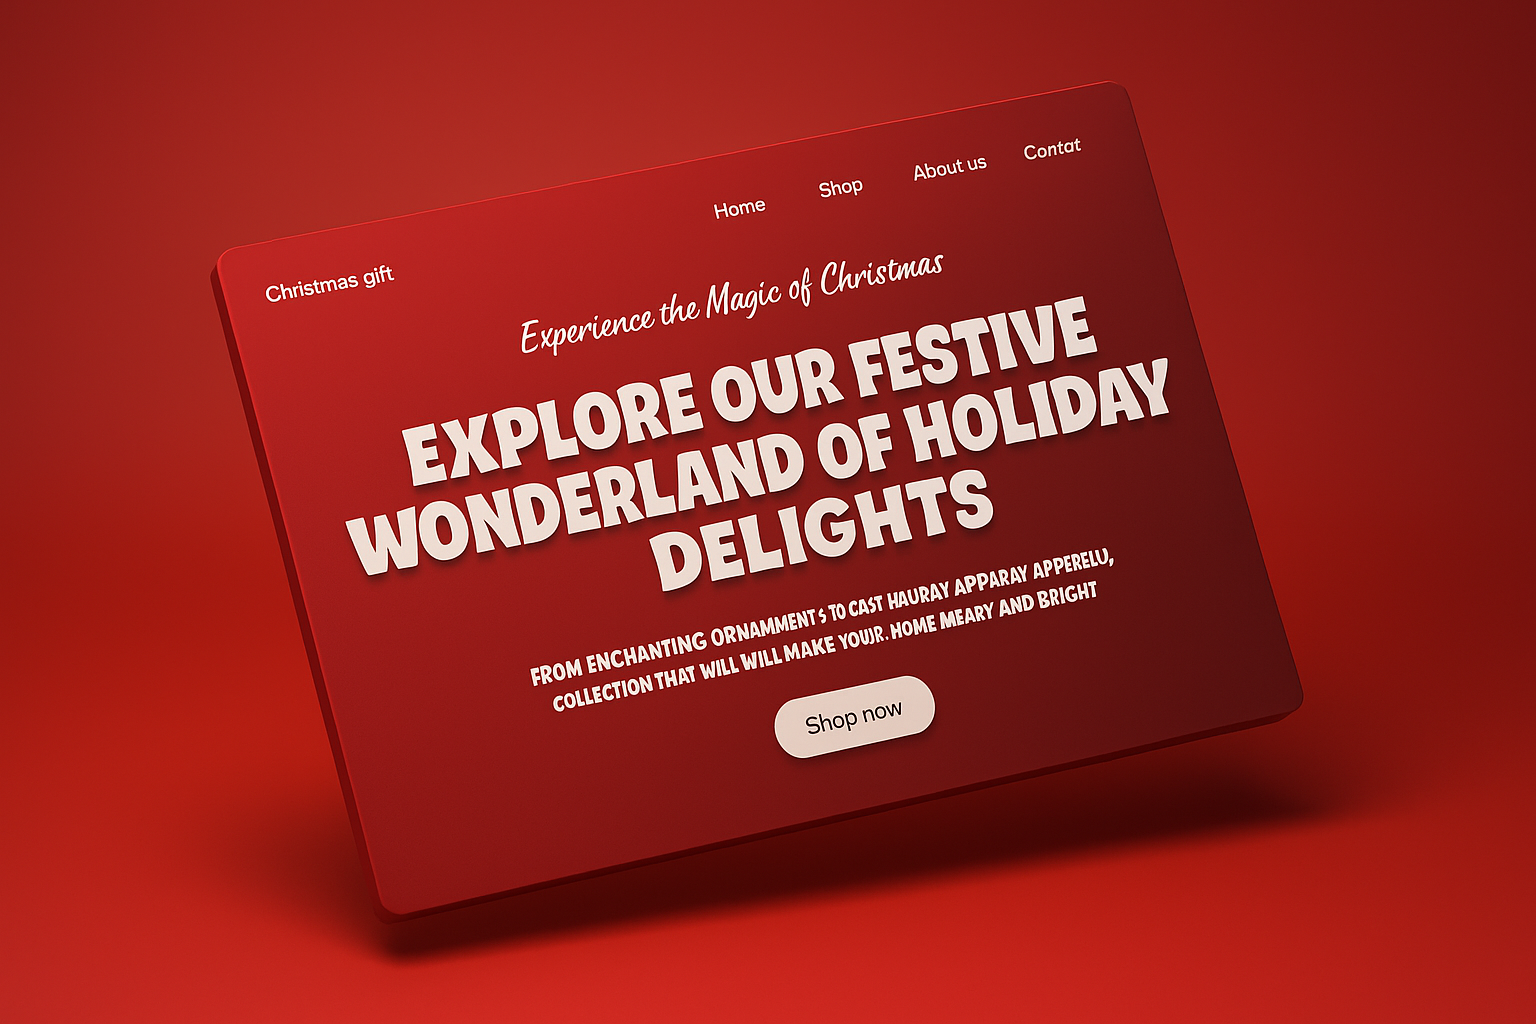 Home Shop About us Contat
Christmas gift
Experience the Magic of Christmas
EXPLORE OUR FESTIVE
WONDERLAND OF HOLIDAY
DELIGHTS
FROM ENCHANTING ORNAMMENT S TO CAST HAURAY APPARAY APPERELU,
COLLECTION THAT WILL WILL MAKE YOUR. HOME MEARY AND BRIGHT
Shop now